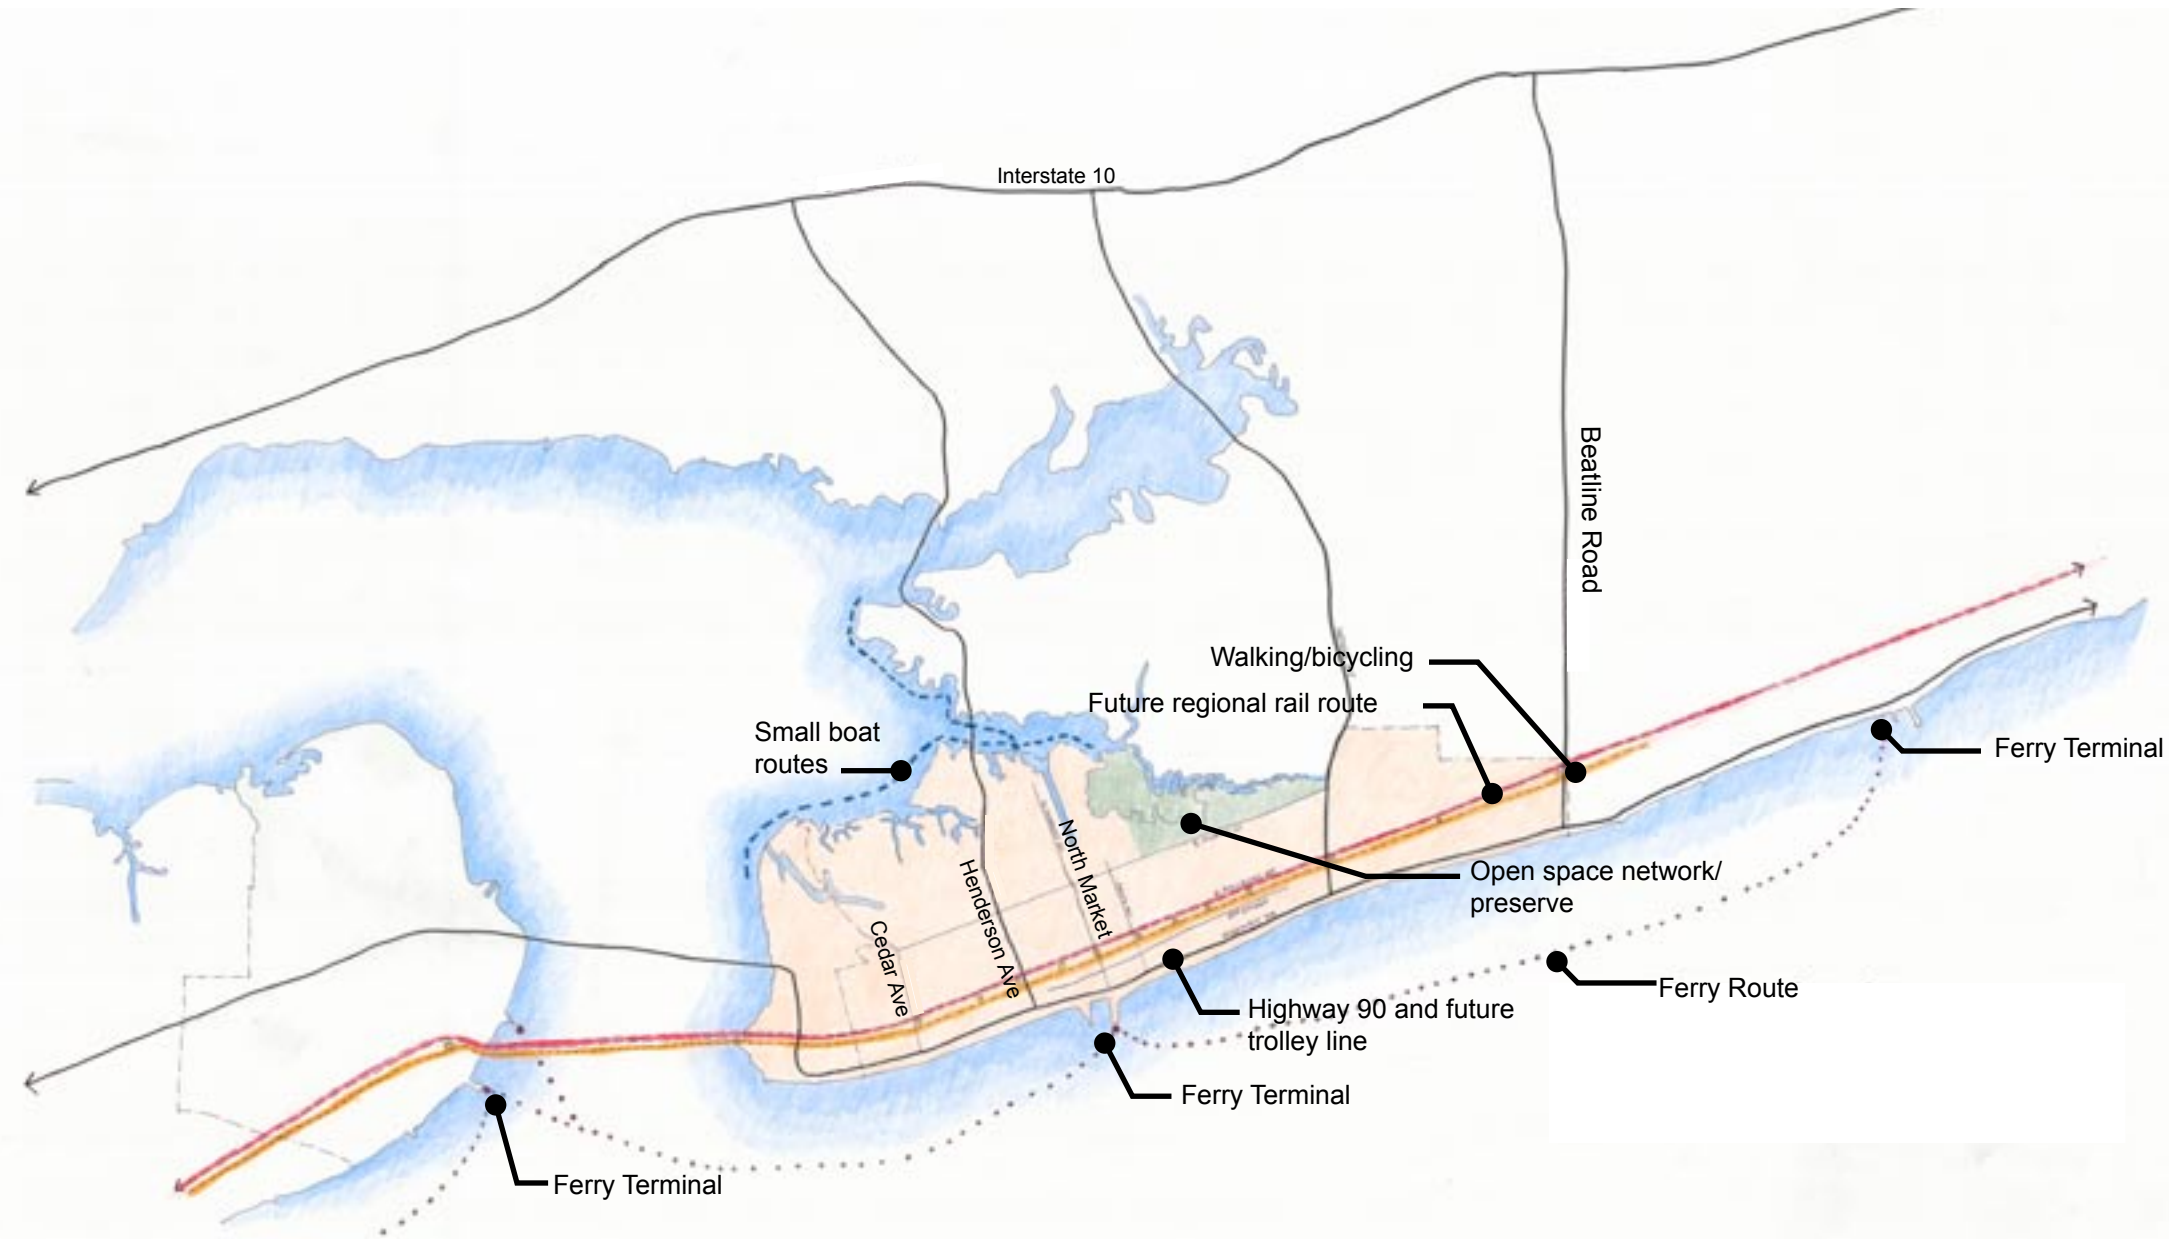 Interstate 10
Beatline Road
Walking/bicycling
Future regional rail route
Small boat
routes
Ferry Terminal
North Market
Henderson Ave
Cedar Ave
Open space network/
preserve
Ferry Route
Highway 90 and future
trolley line
Ferry Terminal
Ferry Terminal